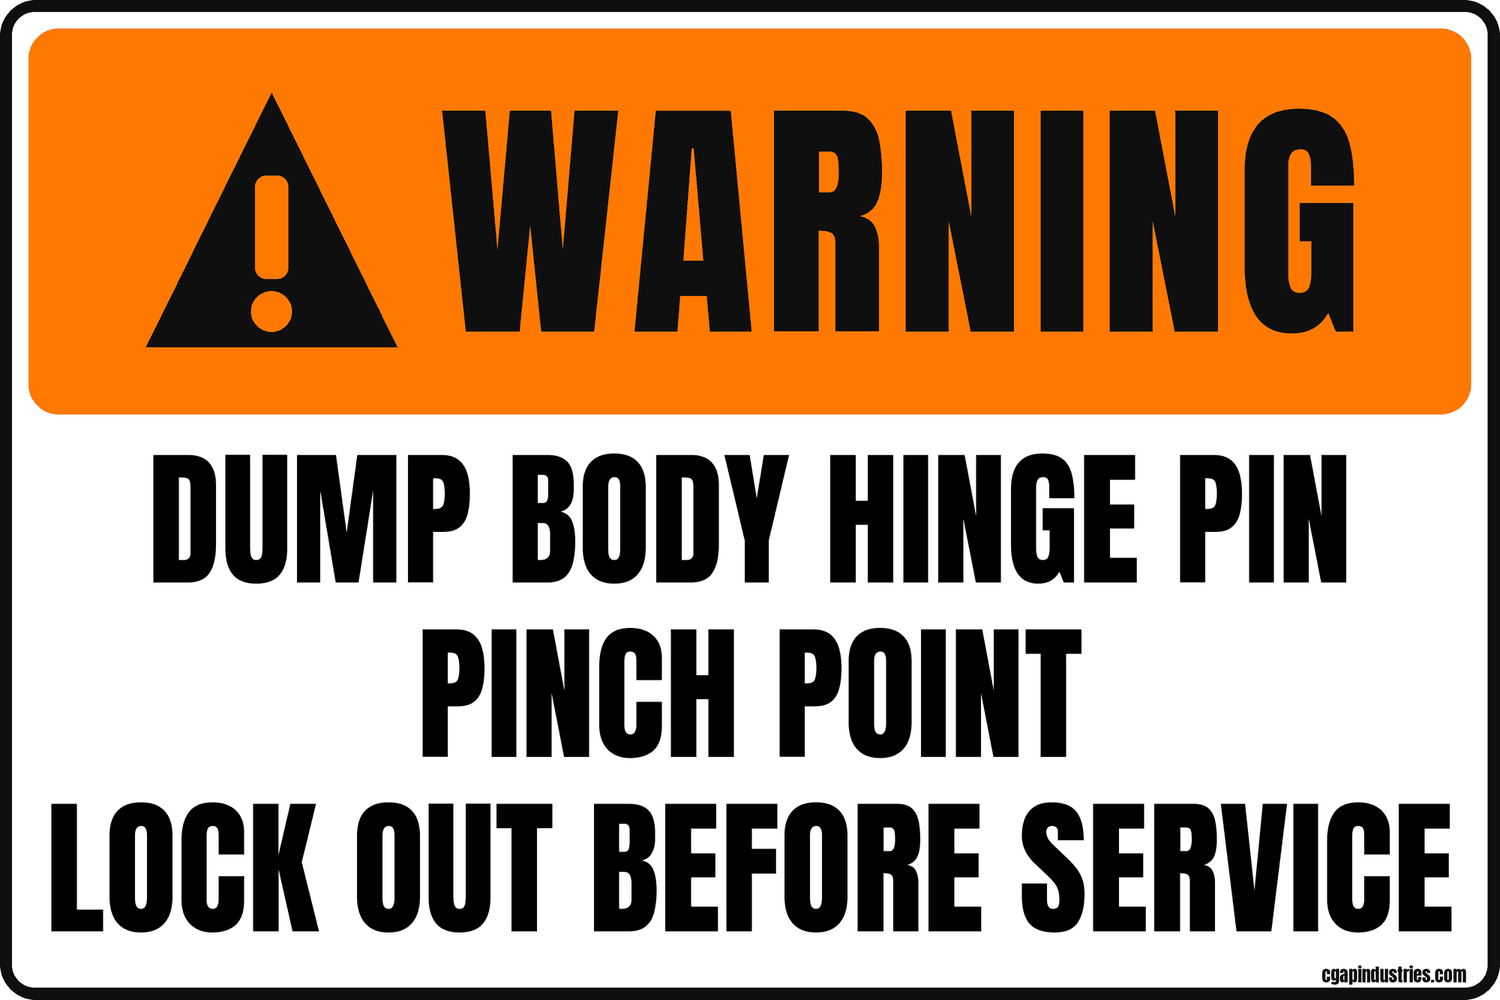 WARNING
DUMP BODY HINGE PIN
PINCH POINT
LOCK OUT BEFORE SERVICE
cgapindustries.com